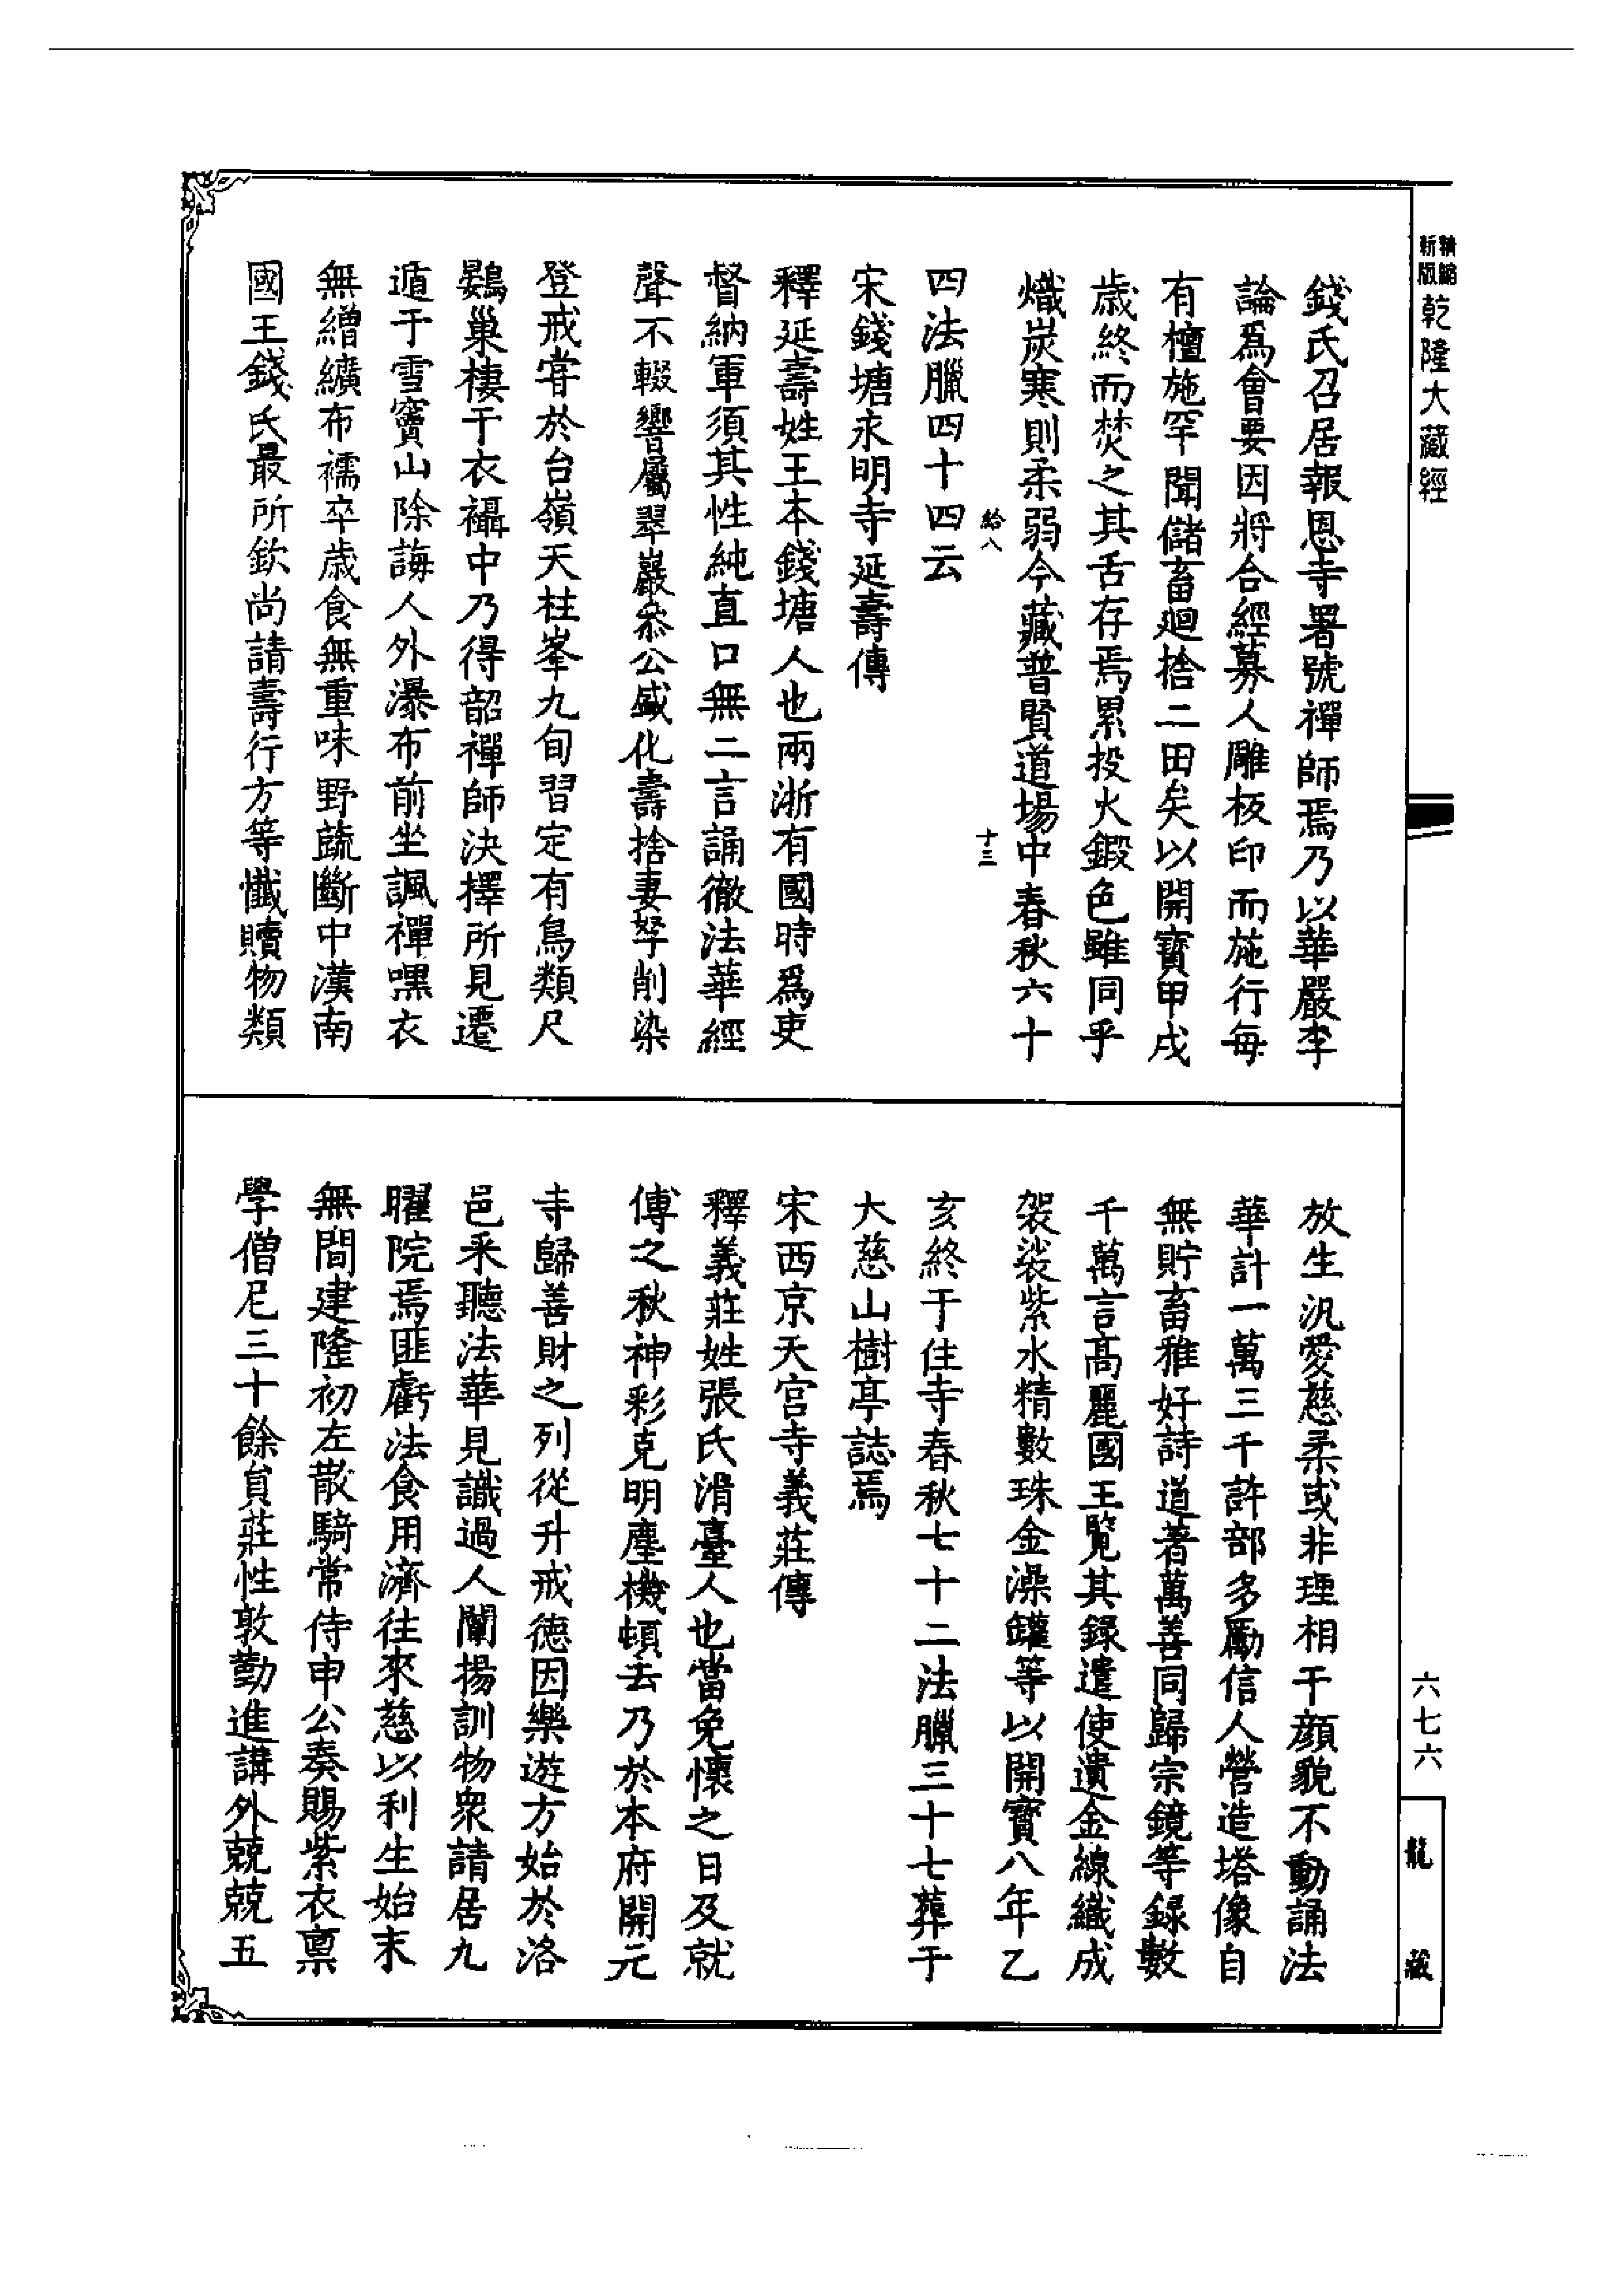 新版精縮乾隆大藏經
錢氏召居報恩寺署號禪師焉乃以華嚴李
論爲會要因將合經募人雕板印而施行每
有檀施罕聞儲畜迴捨二田矣以開寶甲戌
歲終而焚之其舌存焉累投火鍛色雖同乎
熾炭寒則柔弱今藏普賢道場中春秋六十
給八 十三
四法臘四十四云
宋錢塘永明寺延壽傳
釋延壽姓王本錢塘人也兩浙有國時爲吏
督納軍須其性純直口無二言誦徹法華經
聲不輟響屬翠巖叅公盛化壽捨妻孥削染
登戒甞於台嶺天柱峯九旬習定有鳥類尺
鷃巢棲于衣襵中乃得韶禪師決擇所見遷
遁于雪竇山除誨人外瀑布前坐諷禪嘿衣
無繒纊布襦卒歲食無重味野蔬斷中漢南
國王錢氏最所欽尚請壽行方等懺贖物類
放生汎愛慈柔或非理相干顏貌不動誦法
華計一萬三千許部多勵信人營造塔像自
無貯畜雅好詩道著萬善同歸宗鏡等錄數
千萬言高麗國王覽其錄遣使遺金線織成
袈裟紫水精數珠金澡罐等以開寶八年乙
亥終于住寺春秋七十二法臘三十七葬于
大慈山樹亭誌焉
宋西京天宮寺義莊傳
釋義莊姓張氏滑臺人也當免懷之日及就
傅之秋神彩克明塵機頓去乃於本府開元
寺歸善財之列從升戒德因樂遊方始於洛
邑釆聽法華見識過人闡揚訓物衆請居九
曜院焉匪虧法食用濟往來慈以利生始末
無間建隆初左散騎常侍申公奏賜紫衣禀
學僧尼三十餘貟莊性敦勤進講外兢兢五
六七六
龍藏